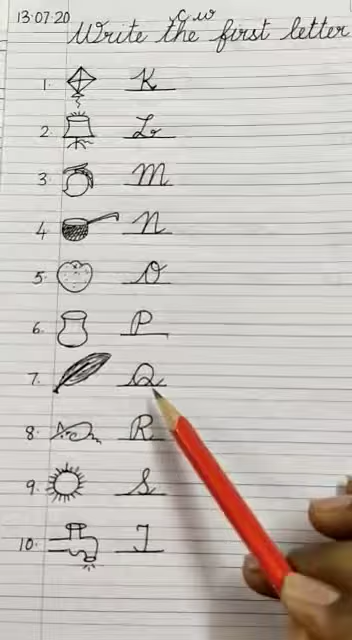 13.07.20
C.W
Write the first letter
1. K
2. L
3. M
4. N
5. O
6. P
7. Q
8. R
9. S
10. T